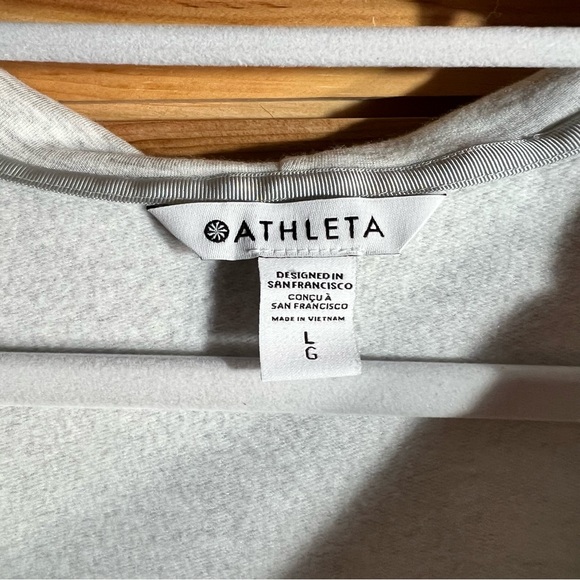 ATHLETA
DESIGNED IN
SAN FRANCISCO
CONÇU À
SAN FRANCISCO
MADE IN VIETNAM
L
G